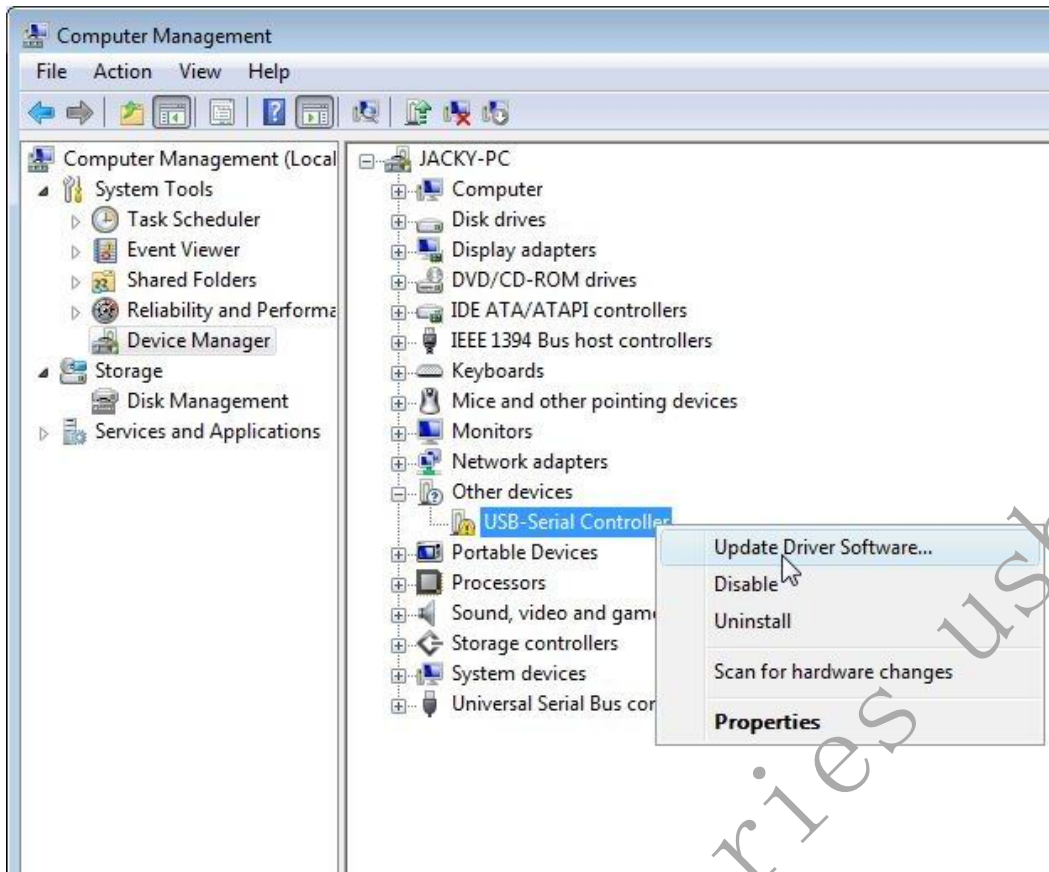 Computer Management
File Action View Help
Computer Management (Local
System Tools
Task Scheduler
Event Viewer
Shared Folders
Reliability and Performa
Device Manager
Storage
Disk Management
Services and Applications
JACKY-PC
Computer
Disk drives
Display adapters
DVD/CD-ROM drives
IDE ATA/ATAPI controllers
IEEE 1394 Bus host controllers
Keyboards
Mice and other pointing devices
Monitors
Network adapters
Other devices
USB-Serial Controller
Portable Devices
Processors
Sound, video and gam
Storage controllers
System devices
Universal Serial Bus con
Update Driver Software...
Disable
Uninstall
Scan for hardware changes
Properties
ries us